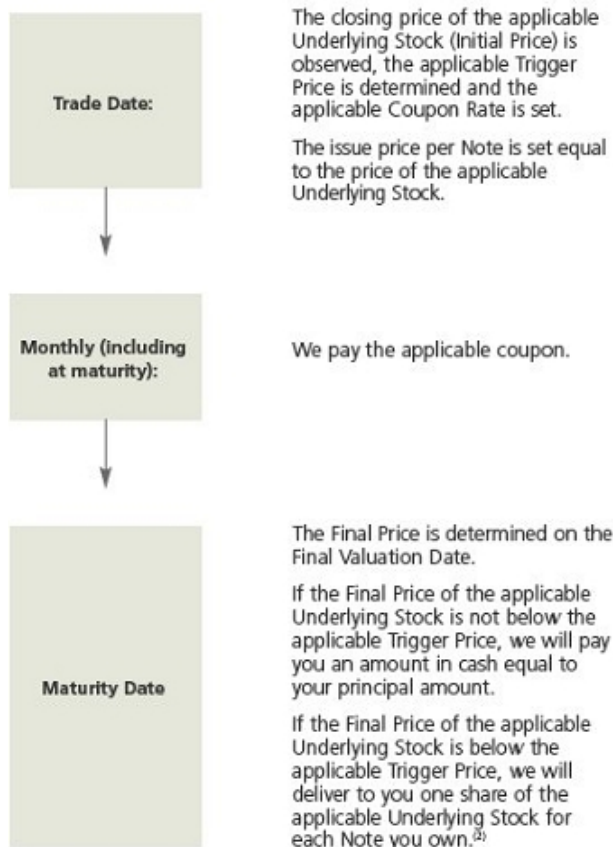 Trade Date:
The closing price of the applicable
Underlying Stock (Initial Price) is
observed, the applicable Trigger
Price is determined and the
applicable Coupon Rate is set.
The issue price per Note is set equal
to the price of the applicable
Underlying Stock.
Monthly (including
at maturity):
We pay the applicable coupon.
Maturity Date
The Final Price is determined on the
Final Valuation Date.
If the Final Price of the applicable
Underlying Stock is not below the
applicable Trigger Price, we will pay
you an amount in cash equal to
your principal amount.
If the Final Price of the applicable
Underlying Stock is below the
applicable Trigger Price, we will
deliver to you one share of the
applicable Underlying Stock for
each Note you own.(2)